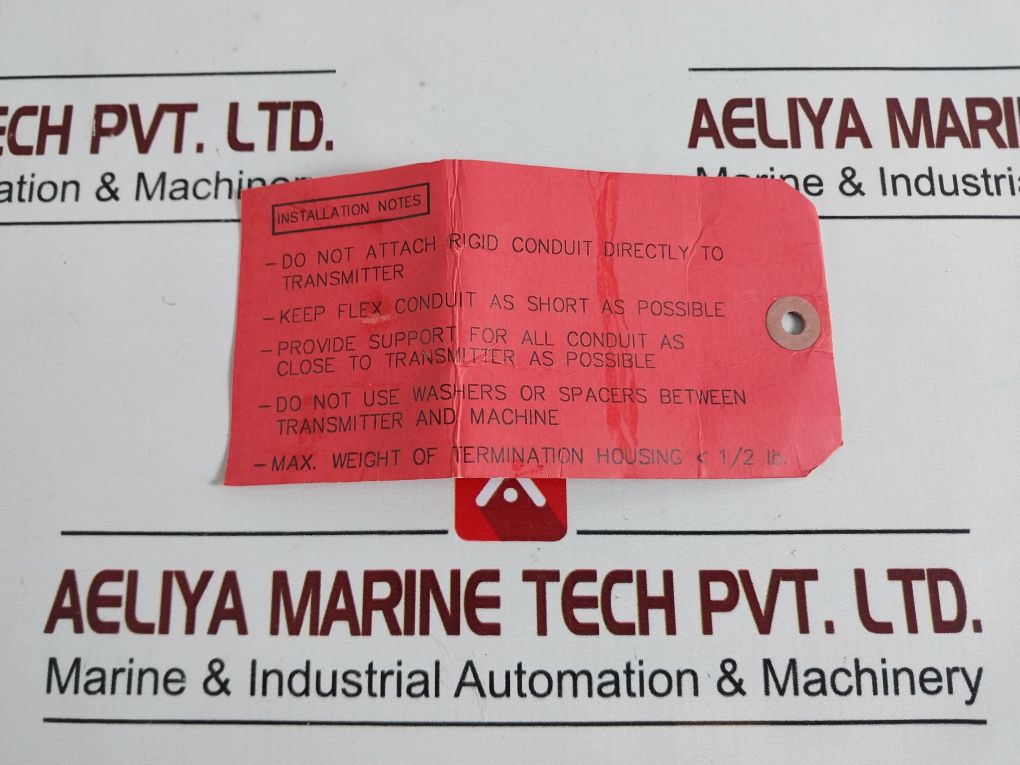 ECH PVT. LTD.
ation & Machinery
AELIYA MARI
Marine & Industria
INSTALLATION NOTES
- DO NOT ATTACH RIGID CONDUIT DIRECTLY TO
TRANSMITTER
- KEEP FLEX CONDUIT AS SHORT AS POSSIBLE
- PROVIDE SUPPORT FOR ALL CONDUIT AS
CLOSE TO TRANSMITTER AS POSSIBLE
- DO NOT USE WASHERS OR SPACERS BETWEEN
TRANSMITTER AND MACHINE
- MAX. WEIGHT OF TERMINATION HOUSING < 1/2 lb.
AELIYA MARINE TECH PVT. LTD.
Marine & Industrial Automation & Machinery